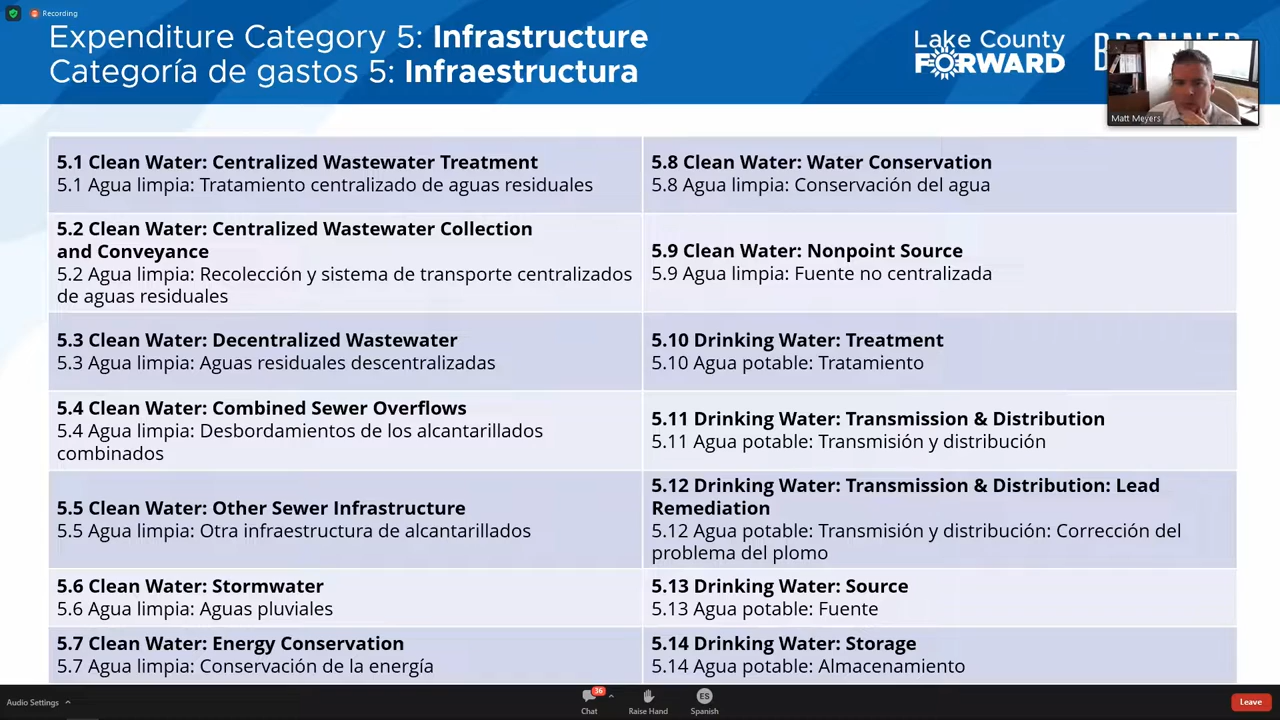 Recording
Expenditure Category 5: Infrastructure
Categoría de gastos 5: Infraestructura
Lake County
FORWARD
Matt Meyers
5.1 Clean Water: Centralized Wastewater Treatment
5.1 Agua limpia: Tratamiento centralizado de aguas residuales
5.2 Clean Water: Centralized Wastewater Collection
and Conveyance
5.2 Agua limpia: Recolección y sistema de transporte centralizados
de aguas residuales
5.3 Clean Water: Decentralized Wastewater
5.3 Agua limpia: Aguas residuales descentralizadas
5.4 Clean Water: Combined Sewer Overflows
5.4 Agua limpia: Desbordamientos de los alcantarillados
combinados
5.5 Clean Water: Other Sewer Infrastructure
5.5 Agua limpia: Otra infraestructura de alcantarillados
5.6 Clean Water: Stormwater
5.6 Agua limpia: Aguas pluviales
5.7 Clean Water: Energy Conservation
5.7 Agua limpia: Conservación de la energía
5.8 Clean Water: Water Conservation
5.8 Agua limpia: Conservación del agua
5.9 Clean Water: Nonpoint Source
5.9 Agua limpia: Fuente no centralizada
5.10 Drinking Water: Treatment
5.10 Agua potable: Tratamiento
5.11 Drinking Water: Transmission & Distribution
5.11 Agua potable: Transmisión y distribución
5.12 Drinking Water: Transmission & Distribution: Lead
Remediation
5.12 Agua potable: Transmisión y distribución: Corrección del
problema del plomo
5.13 Drinking Water: Source
5.13 Agua potable: Fuente
5.14 Drinking Water: Storage
5.14 Agua potable: Almacenamiento
Audio Settings
36
Chat
Raise Hand
ES
Spanish
Leave